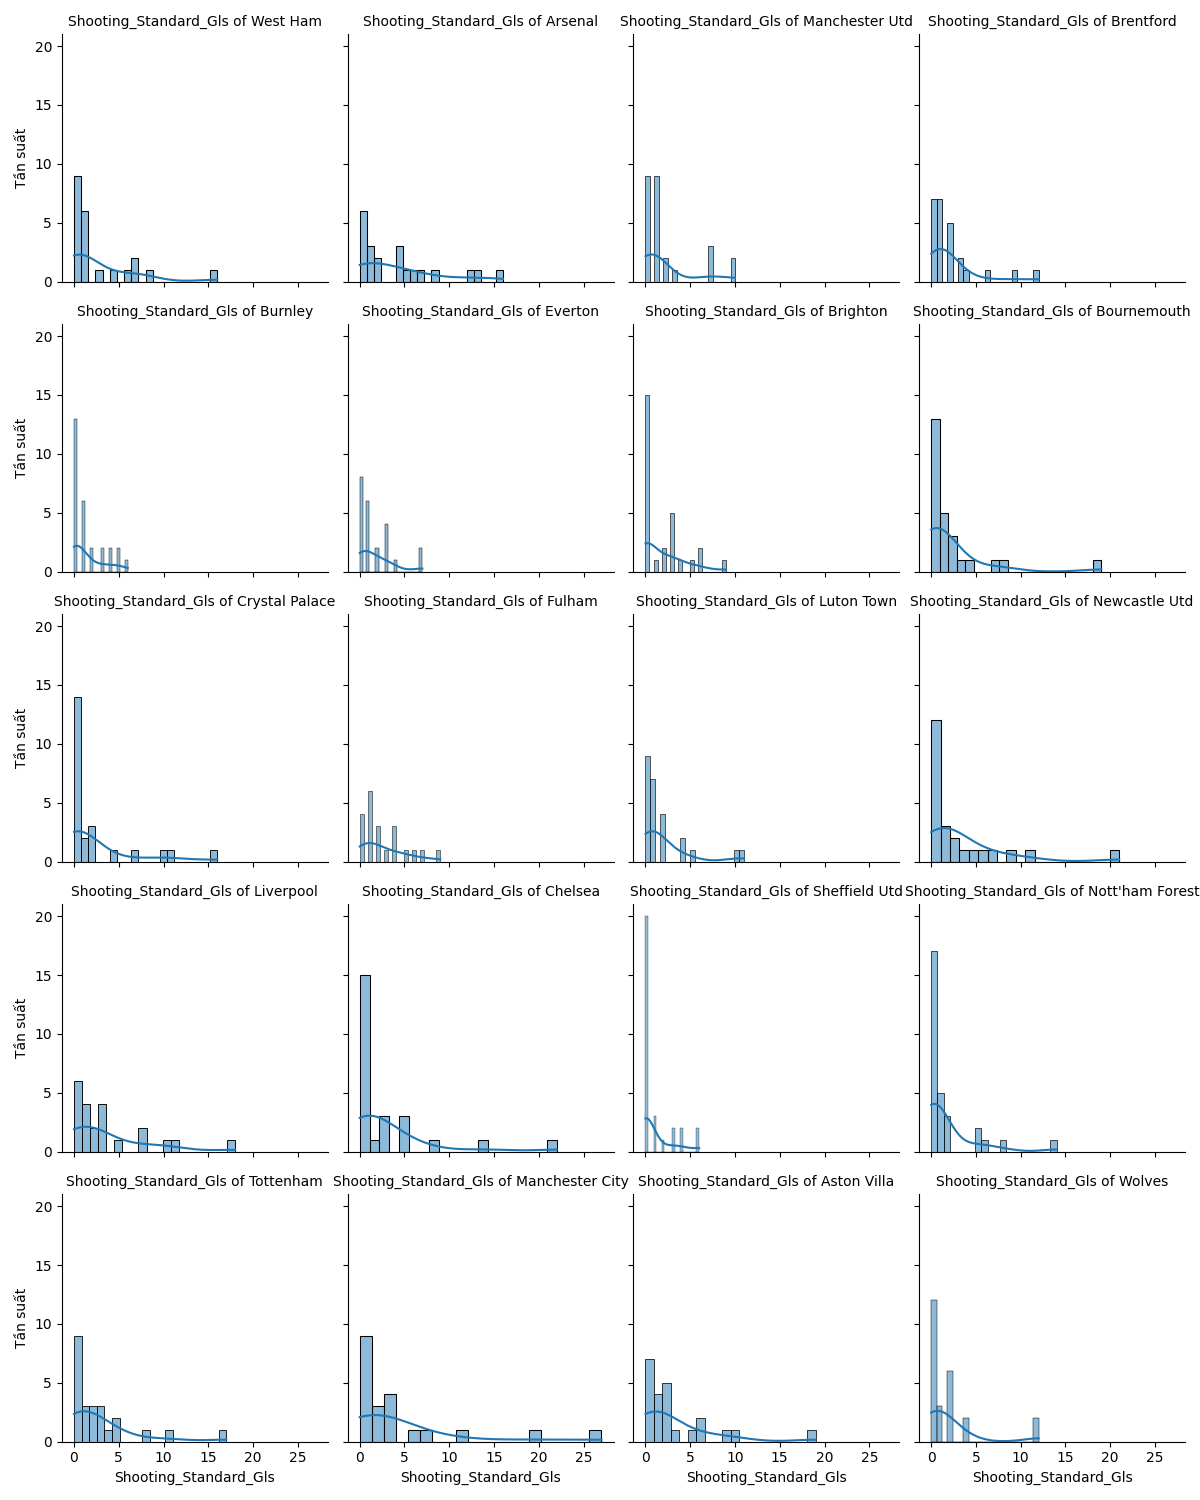 Shooting_Standard_Gls of West Ham
Shooting_Standard_Gls of Arsenal
Shooting_Standard_Gls of Manchester Utd
Shooting_Standard_Gls of Brentford
20
15
10
5
0
Tần suất
Shooting_Standard_Gls of Burnley
Shooting_Standard_Gls of Everton
Shooting_Standard_Gls of Brighton
Shooting_Standard_Gls of Bournemouth
20
15
10
5
0
Tần suất
Shooting_Standard_Gls of Crystal Palace
Shooting_Standard_Gls of Fulham
Shooting_Standard_Gls of Luton Town
Shooting_Standard_Gls of Newcastle Utd
20
15
10
5
0
Tần suất
Shooting_Standard_Gls of Liverpool
Shooting_Standard_Gls of Chelsea
Shooting_Standard_Gls of Sheffield Utd
Shooting_Standard_Gls of Nott'ham Forest
20
15
10
5
0
Tần suất
Shooting_Standard_Gls of Tottenham
Shooting_Standard_Gls of Manchester City
Shooting_Standard_Gls of Aston Villa
Shooting_Standard_Gls of Wolves
20
15
10
5
0
Tần suất
0 5 10 15 20 25
0 5 10 15 20 25
0 5 10 15 20 25
0 5 10 15 20 25
Shooting_Standard_Gls
Shooting_Standard_Gls
Shooting_Standard_Gls
Shooting_Standard_Gls